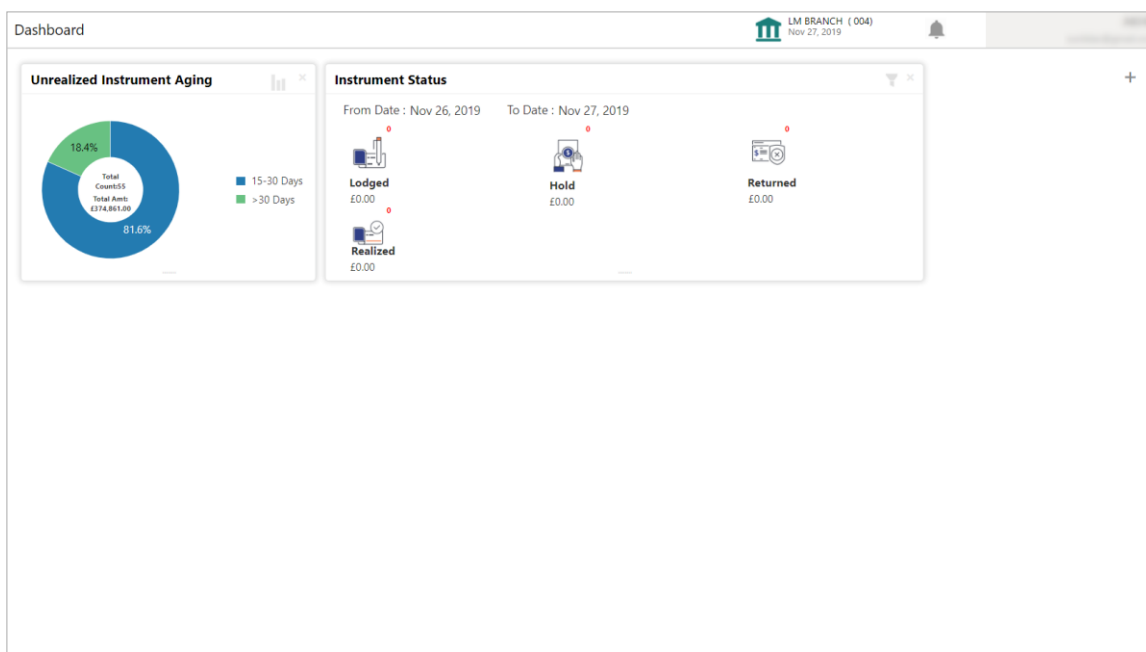 Dashboard
LM BRANCH ( 004)
Nov 27, 2019
Unrealized Instrument Aging
18.4%
Total
Count:55
Total Amt:
£374,861.00
81.6%
15-30 Days
>30 Days
Instrument Status
From Date : Nov 26, 2019 To Date : Nov 27, 2019
0
Lodged
£0.00
0
Hold
£0.00
0
Returned
£0.00
0
Realized
£0.00